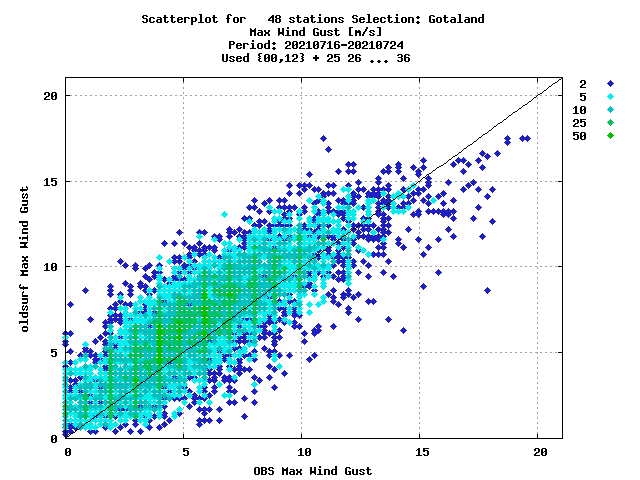 Scatterplot for   48 stations Selection: Gotaland
Max Wind Gust [m/s]
Period: 20210716-20210724
Used {00,12} + 25 26 ... 36
2
5
10
25
50
20
15
10
5
0
oldsurf Max Wind Gust
0 5 10 15 20
OBS Max Wind Gust